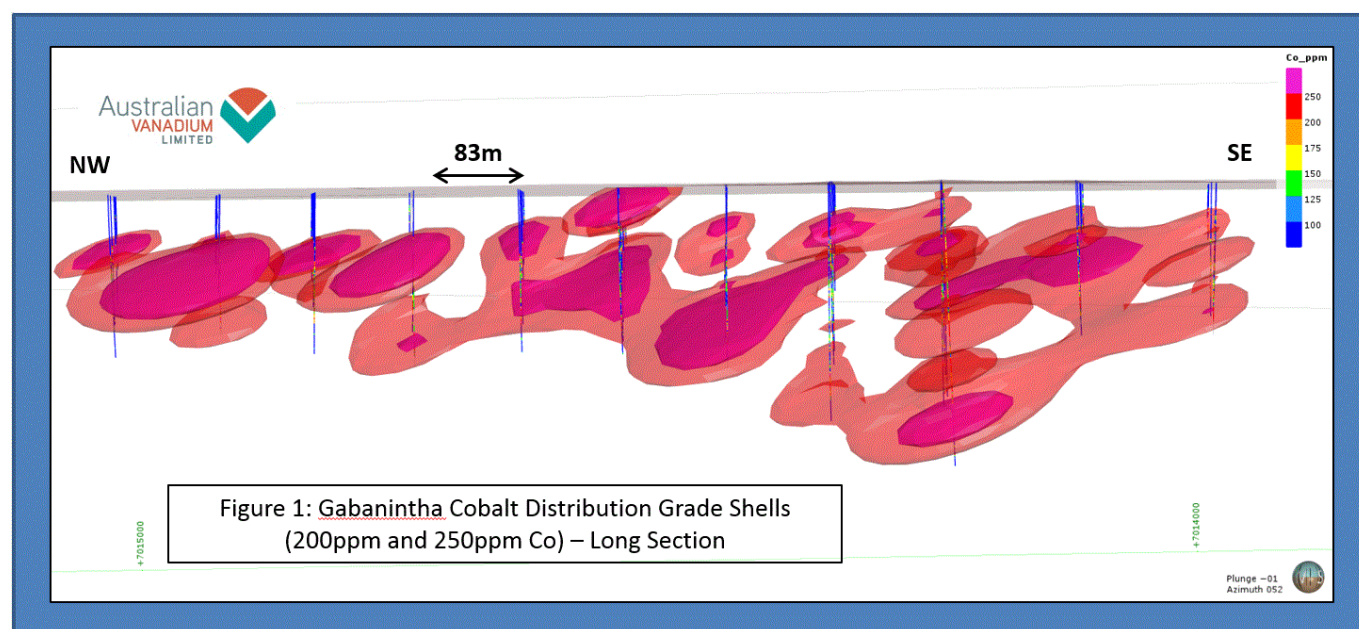 Co_ppm
250
200
175
150
125
100
Australian
VANADIUM
LIMITED
NW
83m
SE
Figure 1: Gabanintha Cobalt Distribution Grade Shells
(200ppm and 250ppm Co) – Long Section
+7015000
+7014000
Plunge −01
Azimuth 052